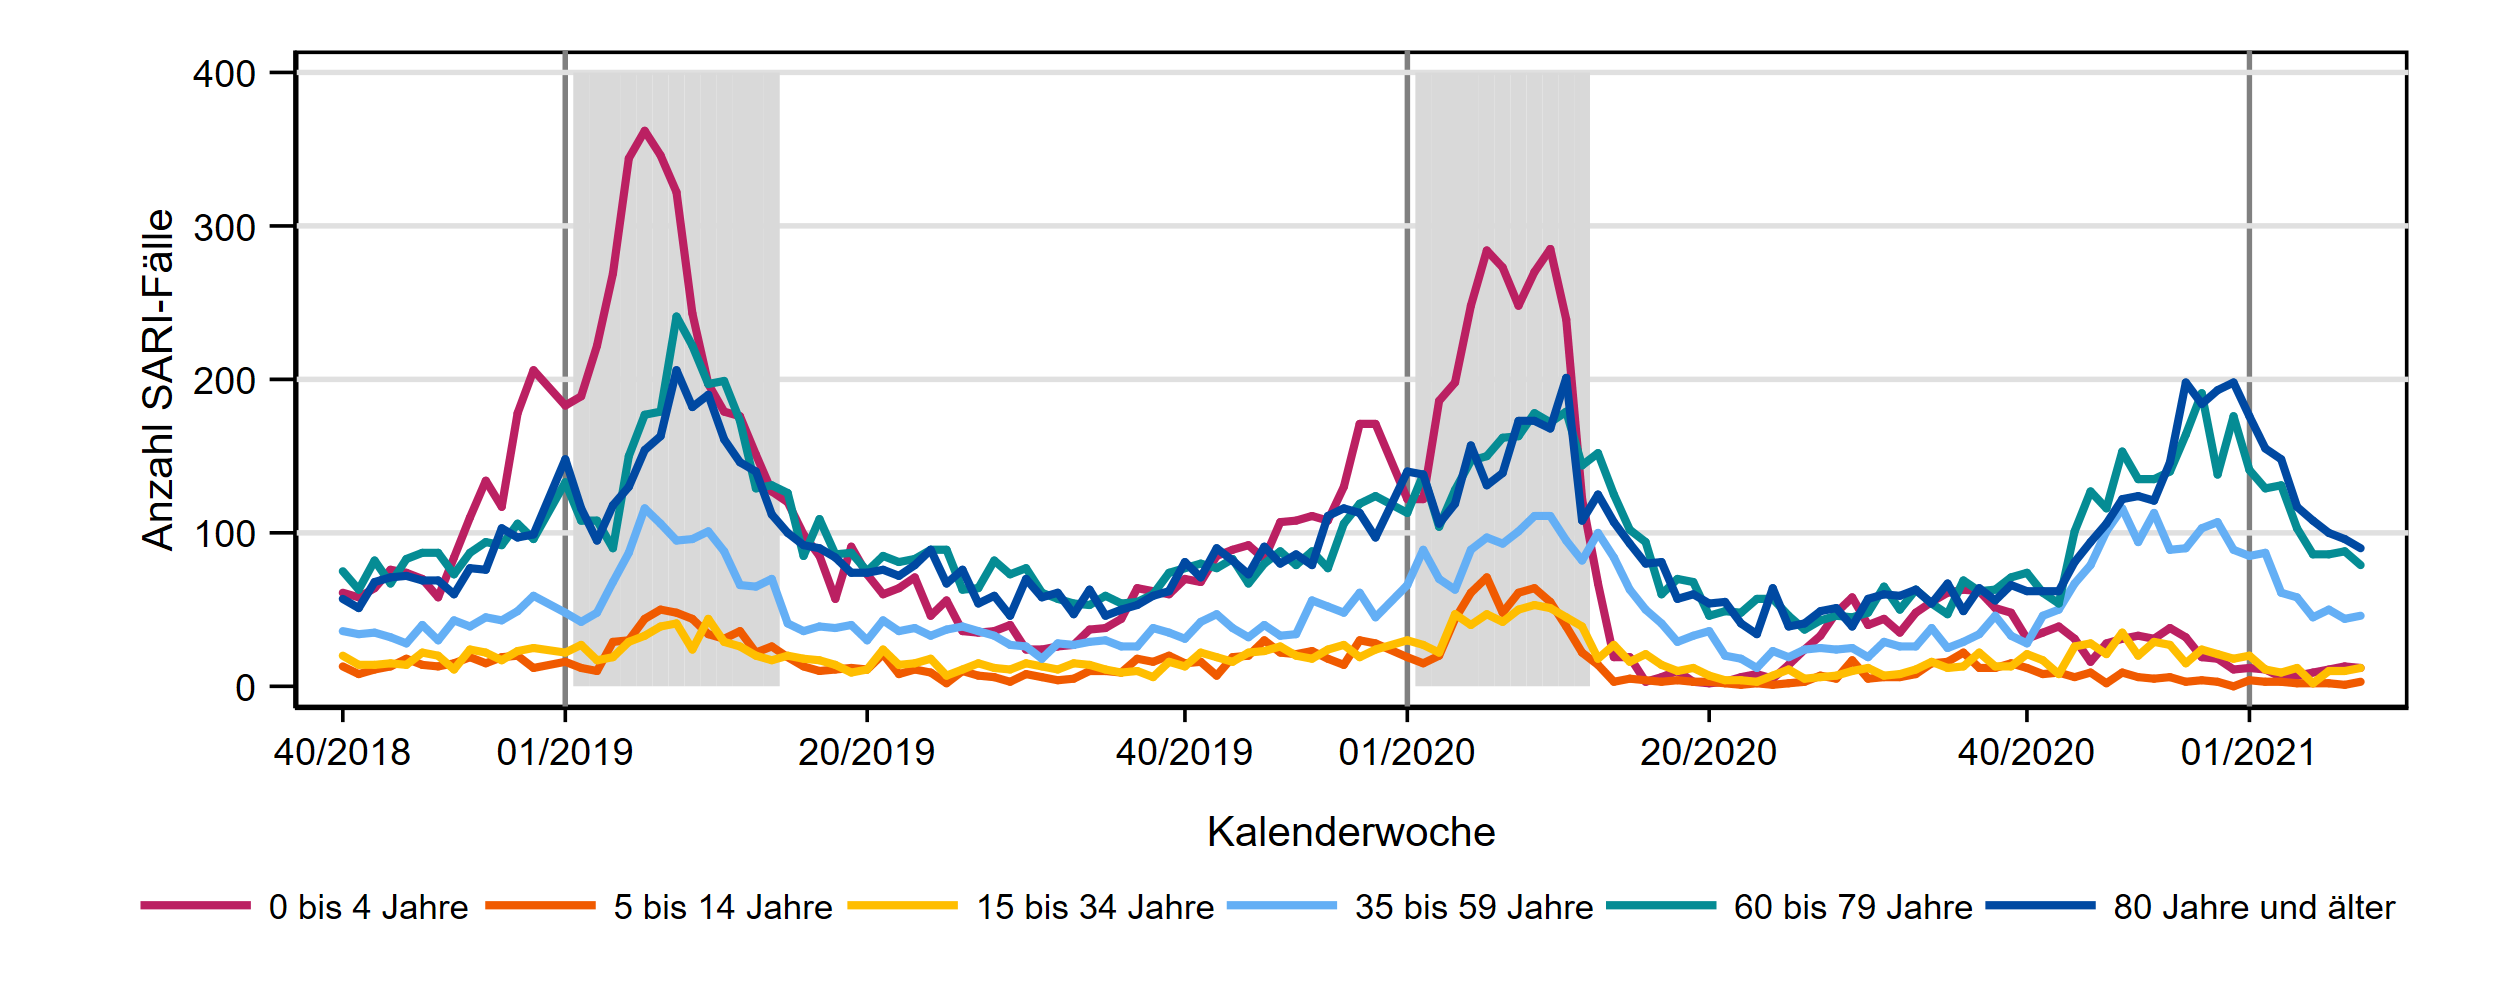 400
300
200
100
0
Anzahl SARI-Fälle
40/2018 01/2019 20/2019 40/2019 01/2020 20/2020 40/2020 01/2021
Kalenderwoche
0 bis 4 Jahre 5 bis 14 Jahre 15 bis 34 Jahre 35 bis 59 Jahre 60 bis 79 Jahre 80 Jahre und älter